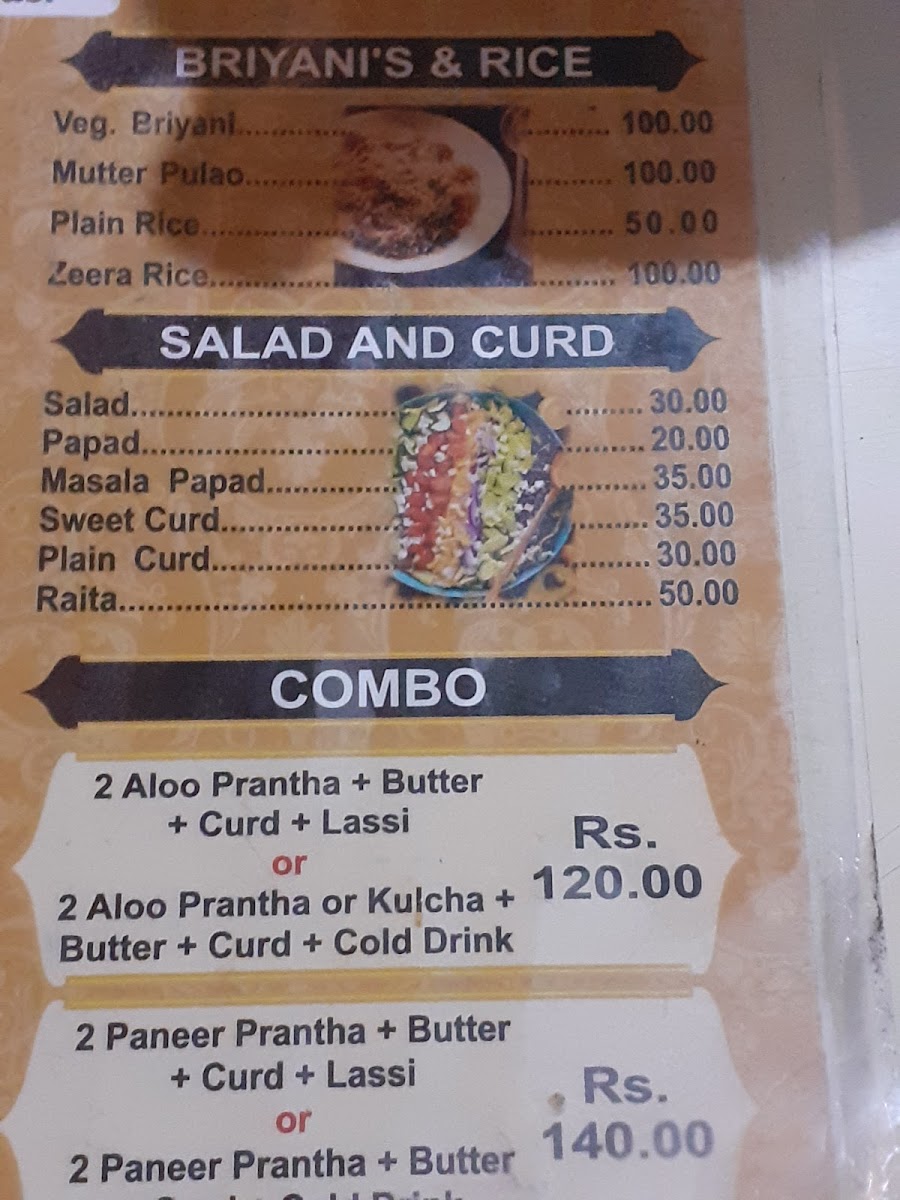 BRIYANI'S & RICE
Veg. Briyani.................... 100.00
Mutter Pulao.................... 100.00
Plain Rice.................... 50.00
Zeera Rice.................... 100.00
SALAD AND CURD
Salad.................... 30.00
Papad.................... 20.00
Masala Papad.................... 35.00
Sweet Curd.................... 35.00
Plain Curd.................... 30.00
Raita.................... 50.00
COMBO
2 Aloo Prantha + Butter
+ Curd + Lassi
or
2 Aloo Prantha or Kulcha +
Butter + Curd + Cold Drink
Rs.
120.00
2 Paneer Prantha + Butter
+ Curd + Lassi
or
2 Paneer Prantha + Butter
Rs.
140.00